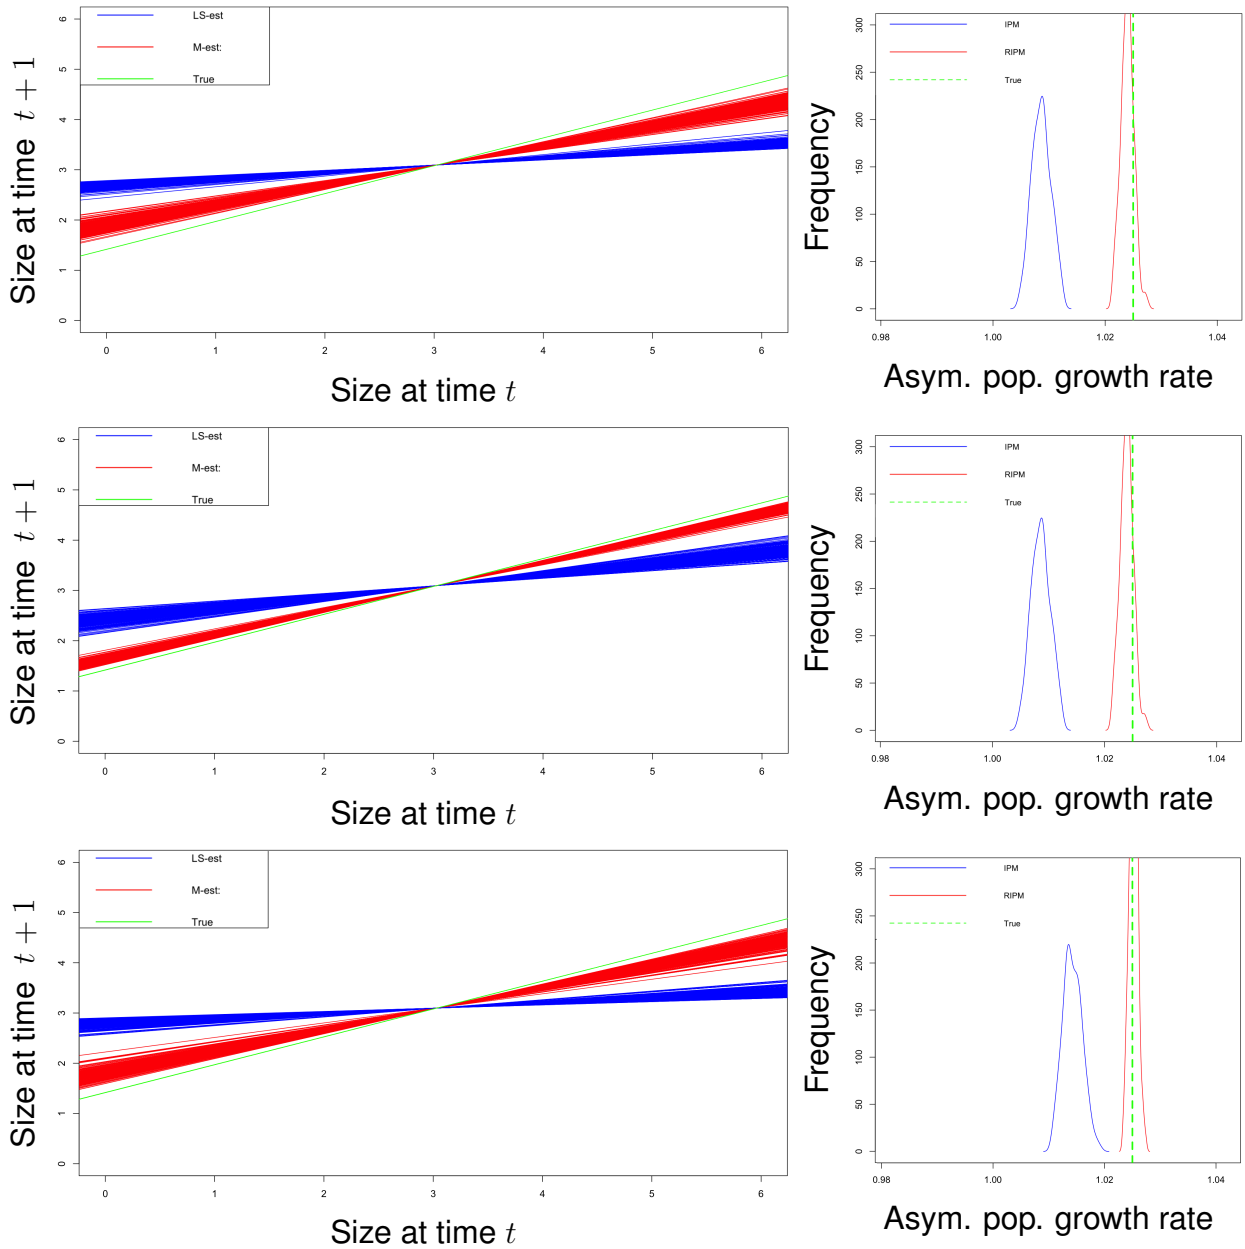 LS-est
M-est:
True
Size at time t + 1
0 1 2 3 4 5 6
0 1 2 3 4 5 6
Size at time t
IPM
RIPM
True
Frequency
0 50 100 150 200 250 300
0.98 1.00 1.02 1.04
Asym. pop. growth rate
LS-est
M-est:
True
Size at time t + 1
0 1 2 3 4 5 6
0 1 2 3 4 5 6
Size at time t
IPM
RIPM
True
Frequency
0 50 100 150 200 250 300
0.98 1.00 1.02 1.04
Asym. pop. growth rate
LS-est
M-est:
True
Size at time t + 1
0 1 2 3 4 5 6
0 1 2 3 4 5 6
Size at time t
IPM
RIPM
True
Frequency
0 50 100 150 200 250 300
0.98 1.00 1.02 1.04
Asym. pop. growth rate